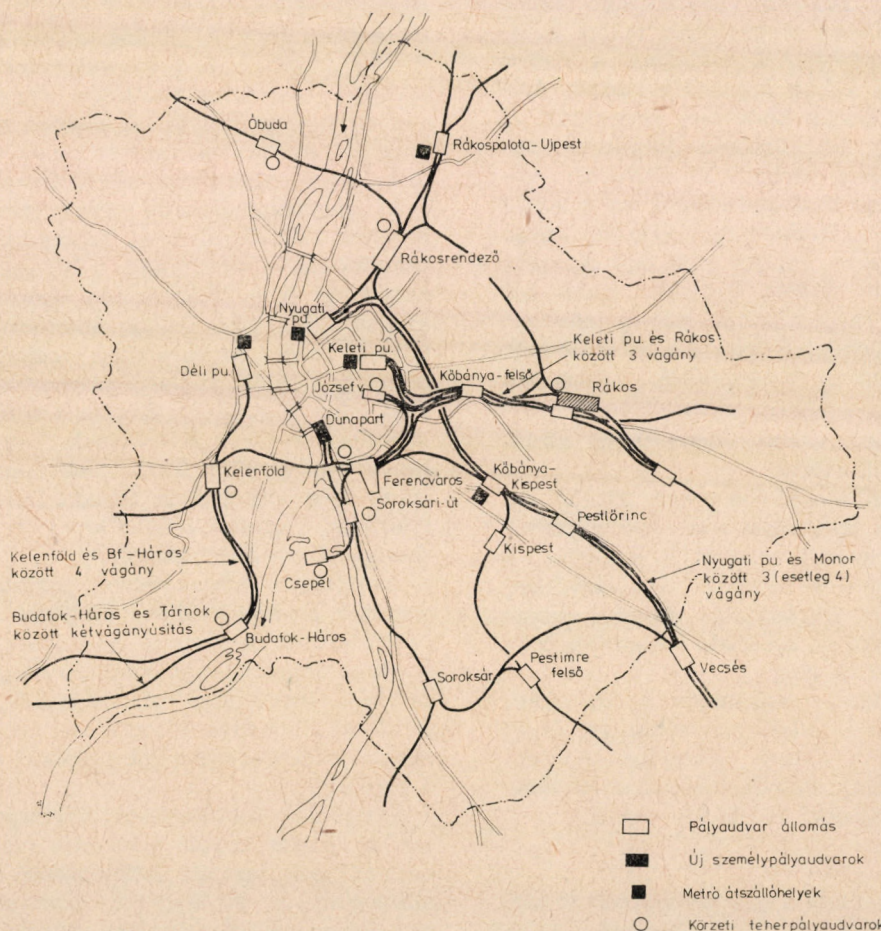 Óbuda
Rákospalota-Ujpest
Rákosrendező
Nyugati
pu.
Keleti pu.
Déli pu.
Józsefv.
Kőbánya-felső
Keleti pu. és Rákos
között 3 vágány
Rákos
Dunapart
Kelenföld
Ferencváros
Soroksári-út
Kőbánya-
Kispest
Pestlőrinc
Kispest
Csepel
Kelenföld és Bf-Háros
között 4 vágány
Nyugati pu. és Monor
között 3 (esetleg 4)
vágány
Budafok-Háros és Tárnok
között kétvágányúsítás
Budafok-Háros
Soroksár
Pestimre
felső
Vecsés
Pályaudvar állomás
Új személypályaudvarok
Metró átszállóhelyek
Körzeti teherpályaudvarok